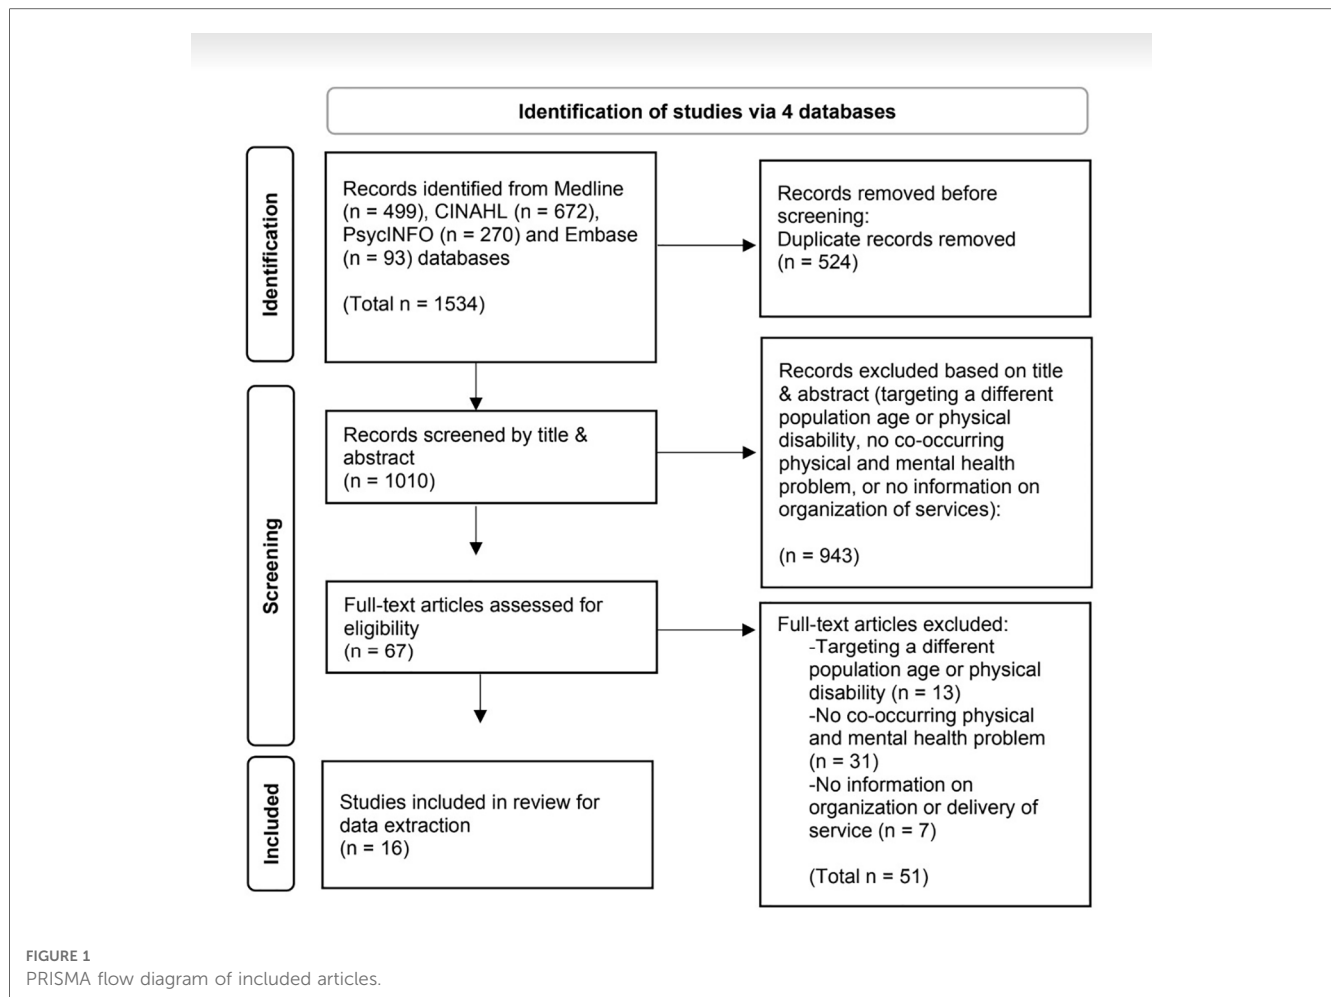 Identification of studies via 4 databases
Identification
Records identified from Medline
(n = 499), CINAHL (n = 672),
PsycINFO (n = 270) and Embase
(n = 93) databases
(Total n = 1534)
Records removed before
screening:
Duplicate records removed
(n = 524)
Screening
Records screened by title &
abstract
(n = 1010)
Records excluded based on title
& abstract (targeting a different
population age or physical
disability, no co-occurring
physical and mental health
problem, or no information on
organization of services):
(n = 943)
Full-text articles assessed for
eligibility
(n = 67)
Full-text articles excluded:
-Targeting a different
population age or physical
disability (n = 13)
-No co-occurring physical
and mental health problem
(n = 31)
-No information on
organization or delivery of
service (n = 7)
(Total n = 51)
Included
Studies included in review for
data extraction
(n = 16)
FIGURE 1
PRISMA flow diagram of included articles.